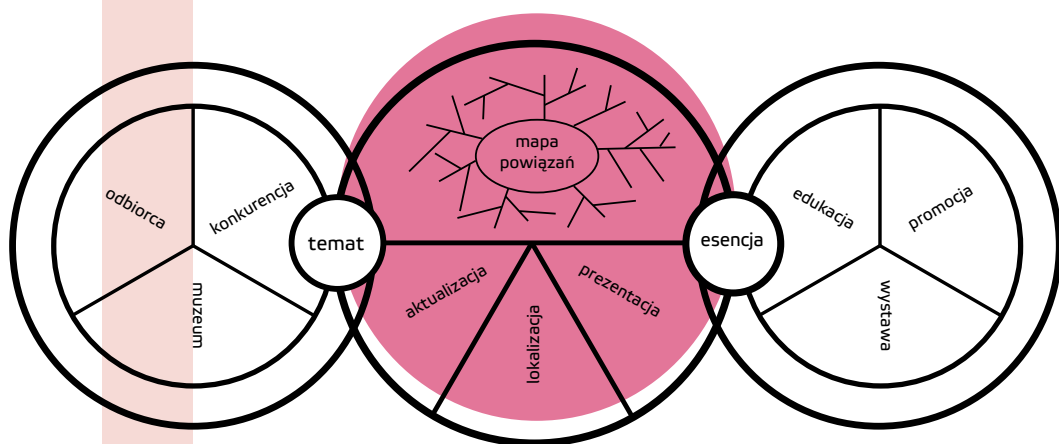 odbiorca
konkurencja
muzeum
temat
mapa
powiązań
aktualizacja
lokalizacja
prezentacja
esencja
edukacja
promocja
wystawa